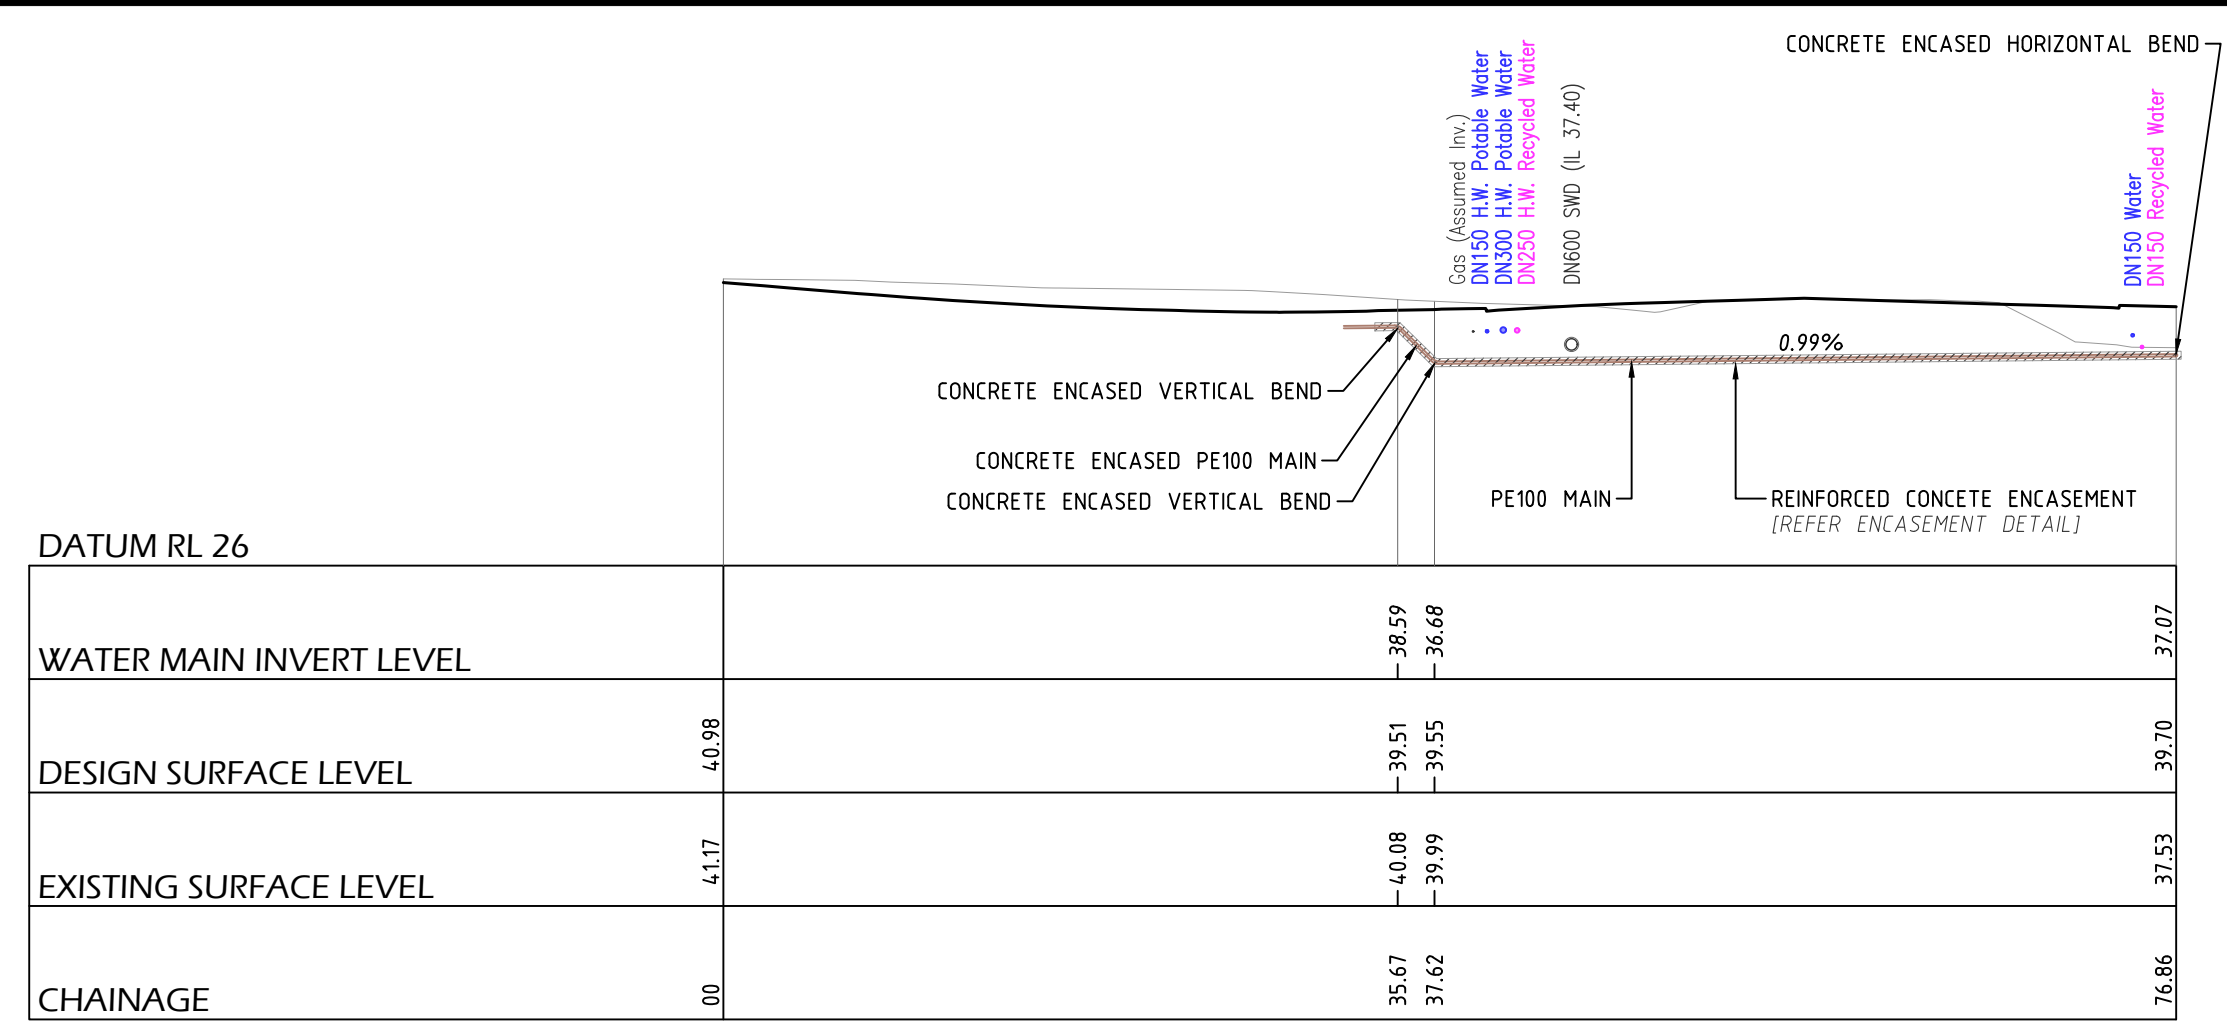 CONCRETE ENCASED HORIZONTAL BEND
Gas (Assumed Inv.)
DN150 H.W. Potable Water
DN300 H.W. Potable Water
DN250 H.W. Recycled Water
DN600 SWD (IL 37.40)
DN150 Water
DN150 Recycled Water
0.99%
CONCRETE ENCASED VERTICAL BEND
CONCRETE ENCASED PE100 MAIN
CONCRETE ENCASED VERTICAL BEND
PE100 MAIN
REINFORCED CONCETE ENCASEMENT
[REFER ENCASEMENT DETAIL]
DATUM RL 26
WATER MAIN INVERT LEVEL
38.59
36.68
37.07
DESIGN SURFACE LEVEL
40.98
39.51
39.55
39.70
EXISTING SURFACE LEVEL
41.17
40.08
39.99
37.53
CHAINAGE
00
35.67
37.62
76.86